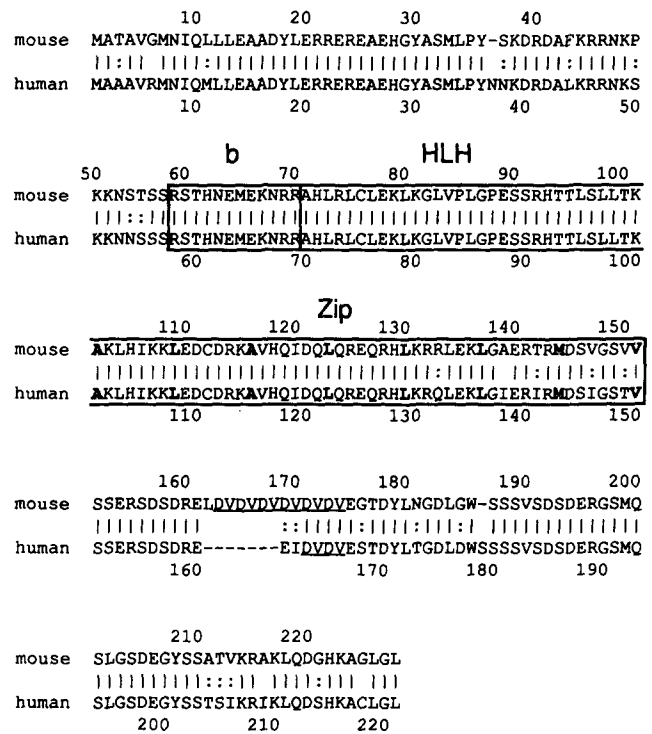 10 20 30 40
mouse MATAVGMNIQLLLEAADYLERREREAEHGYASMLPY-SKDRDAFKRRNKP
||:|| |||| ||||||||||||||||||||||||| ||||| ||||||
human MAAAVRMNIQMLLEAADYLERREREAEHGYASMLPYNNKDRDALKRRNKS
10 20 30 40 50
b HLH
50 60 70 80 90 100
mouse KKNSTSSRSTHNEMEKNRRAHLRLCLEKLKGLVPLGPESSRHTTLSLLTK
|||::|||||||||||||||||||||||||||||||||||||||||||||
human KKNNSSSRSTHNEMEKNRRAHLRLCLEKLKGLVPLGPESSRHTTLSLLTK
60 70 80 90 100
Zip
110 120 130 140 150
mouse AKLHIKKLEDCDRKAVHQIDQLQREQRHLKRRLEKLGAERTRMDSVGSVV
|||||||||||||||||||||||||||||||:|||| || |||:||:|
human AKLHIKKLEDCDRKAVHQIDQLQREQRHLKRQLEKLGIERIRMDSIGSTV
110 120 130 140 150
160 170 180 190 200
mouse SSERSDSDRELDVDVDVDVDVDVEGTDYLNGDLGW-SSSVSDSDERGSMQ
|||||||||| ::||||:||||:||| | ||||||||||||||
human SSERSDSDRE-------EIDVDVESTDYLTGDLDWSSSSVSDSDERGSMQ
160 170 180 190
210 220
mouse SLGSDEGYSSATVKRAKLQDGHKAGLGL
||||||||||:::|| ||||:||| |||
human SLGSDEGYSSTSIKRIKLQDSHKACLGL
200 210 220